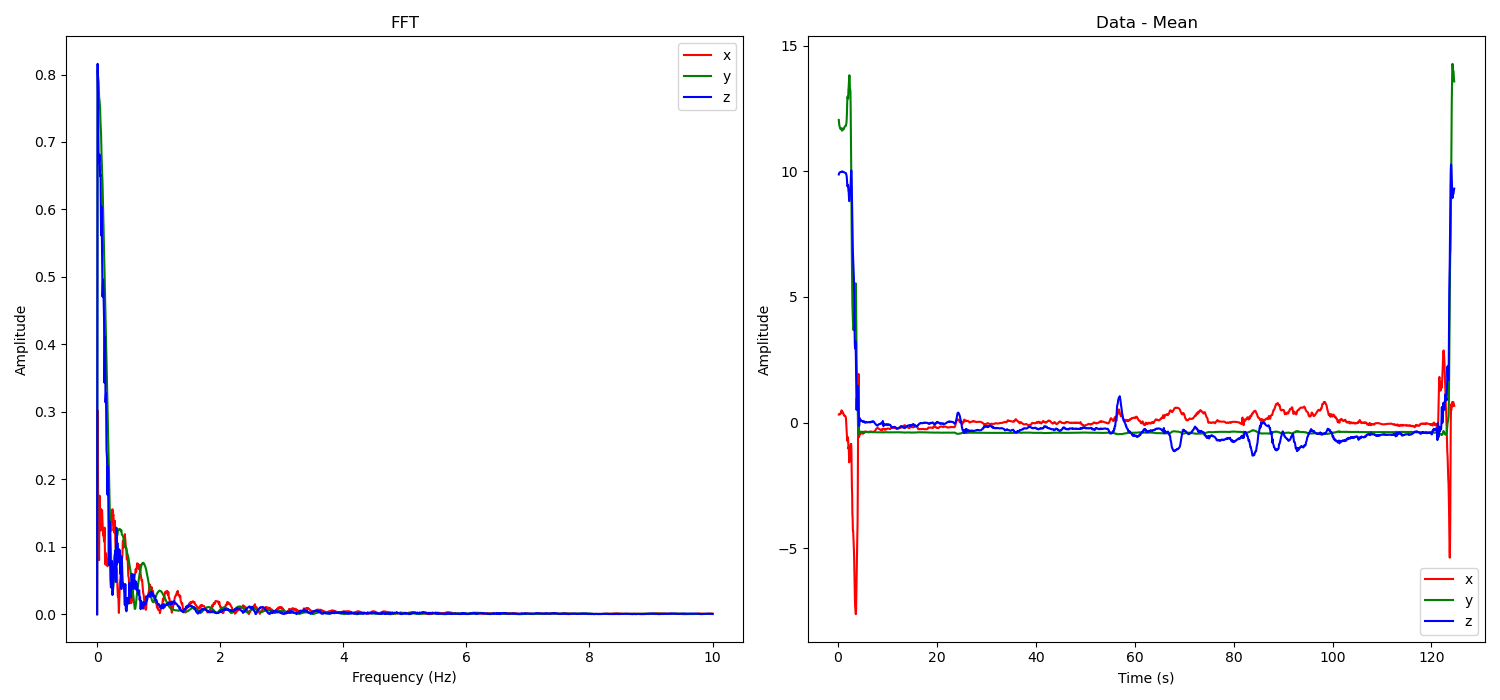 FFT
x
y
z
0.8
0.7
0.6
0.5
0.4
0.3
0.2
0.1
0.0
Amplitude
0 2 4 6 8 10
Frequency (Hz)
Data - Mean
15
10
5
0
−5
Amplitude
x
y
z
0 20 40 60 80 100 120
Time (s)